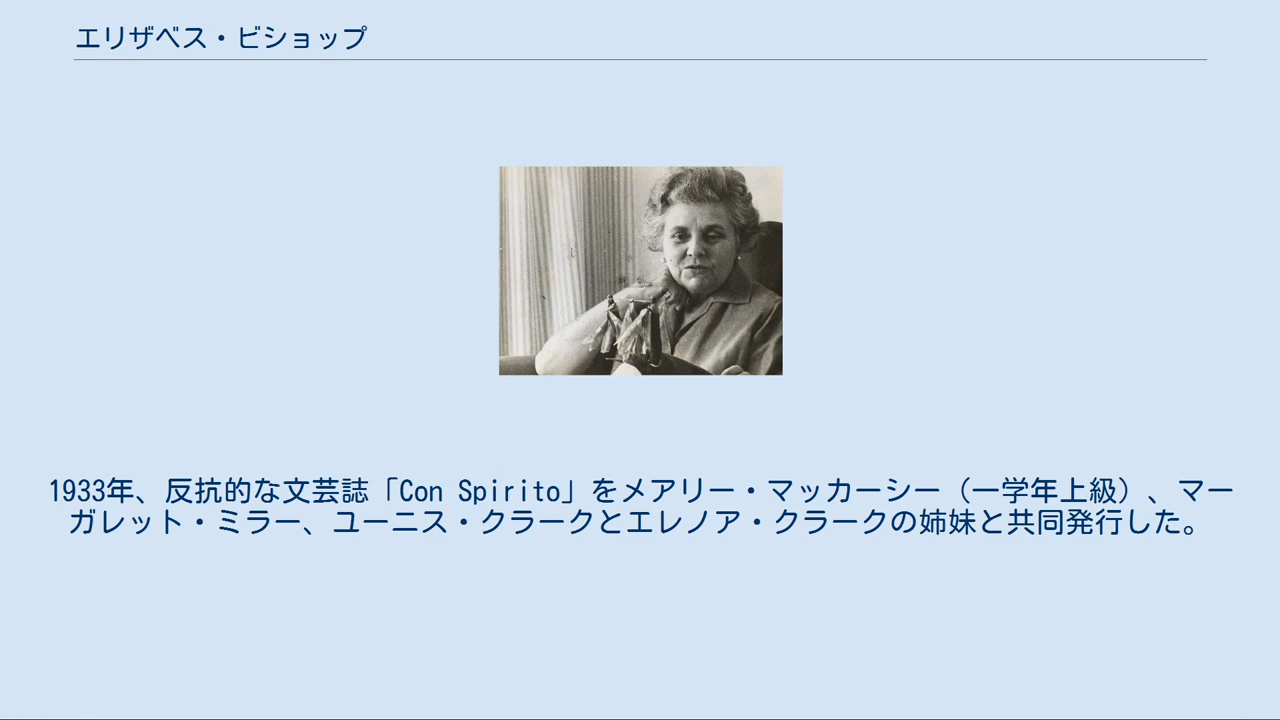 エリザベス・ビショップ
1933年、反抗的な文芸誌「Con Spirito」をメアリー・マッカーシー（一学年上級）、マー
ガレット・ミラー、ユーニス・クラークとエレノア・クラークの姉妹と共同発行した。